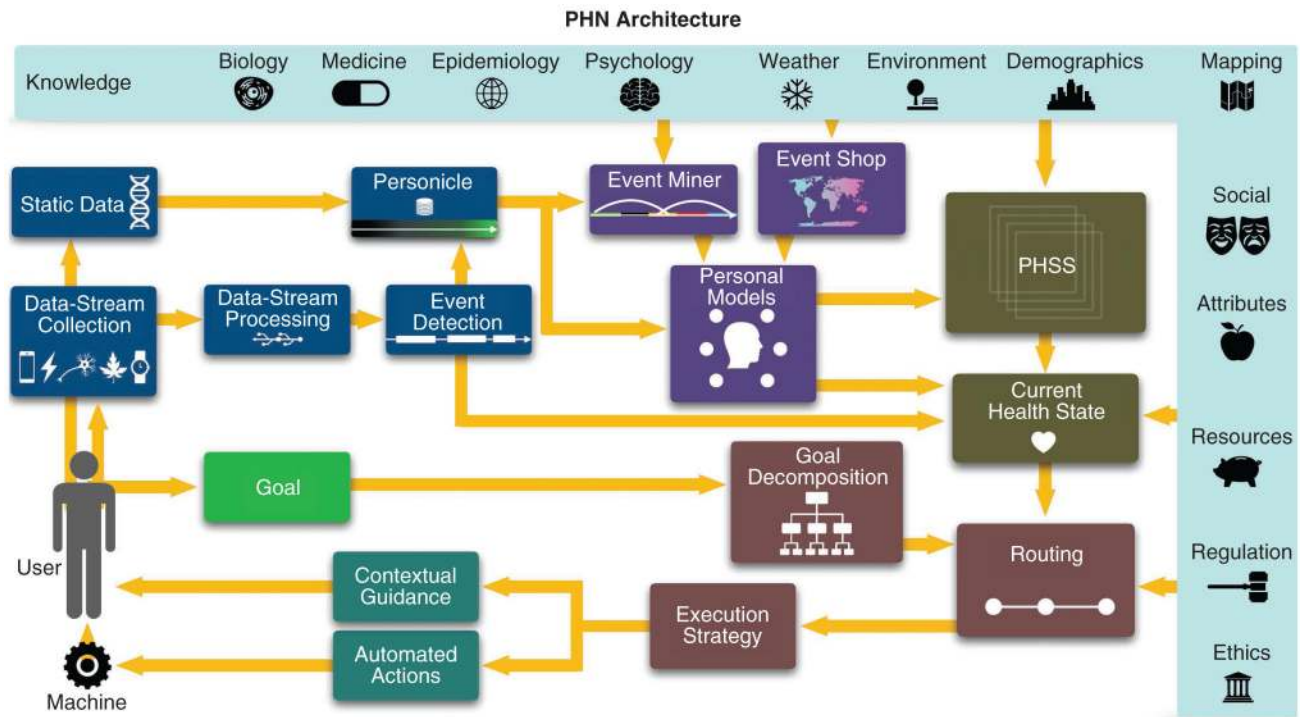 PHN Architecture
Knowledge
Biology
Medicine
Epidemiology
Psychology
Weather
Environment
Demographics
Mapping
Static Data
Personicle
Event Miner
Event Shop
PHSS
Social
Data-Stream
Collection
Data-Stream
Processing
Event
Detection
Personal
Models
Attributes
Current
Health State
Goal
Goal
Decomposition
Resources
User
Contextual
Guidance
Execution
Strategy
Routing
Regulation
Automated
Actions
Machine
Ethics